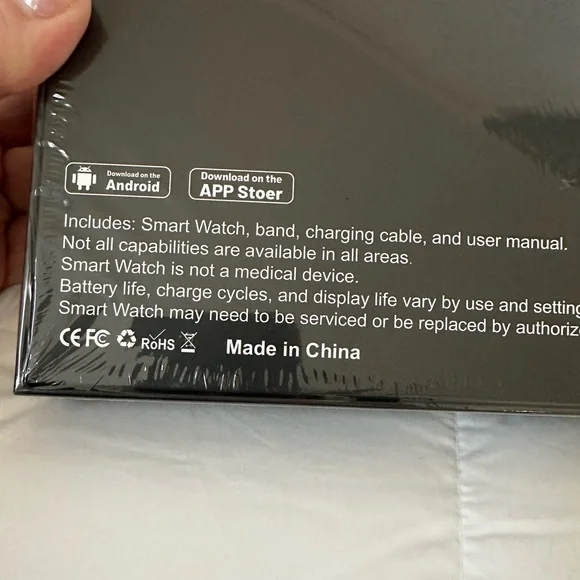 Download on the
Android
Download on the
APP Stoer
Includes: Smart Watch, band, charging cable, and user manual.
Not all capabilities are available in all areas.
Smart Watch is not a medical device.
Battery life, charge cycles, and display life vary by use and setting
Smart Watch may need to be serviced or be replaced by authorize
CE FC RoHS Made in China